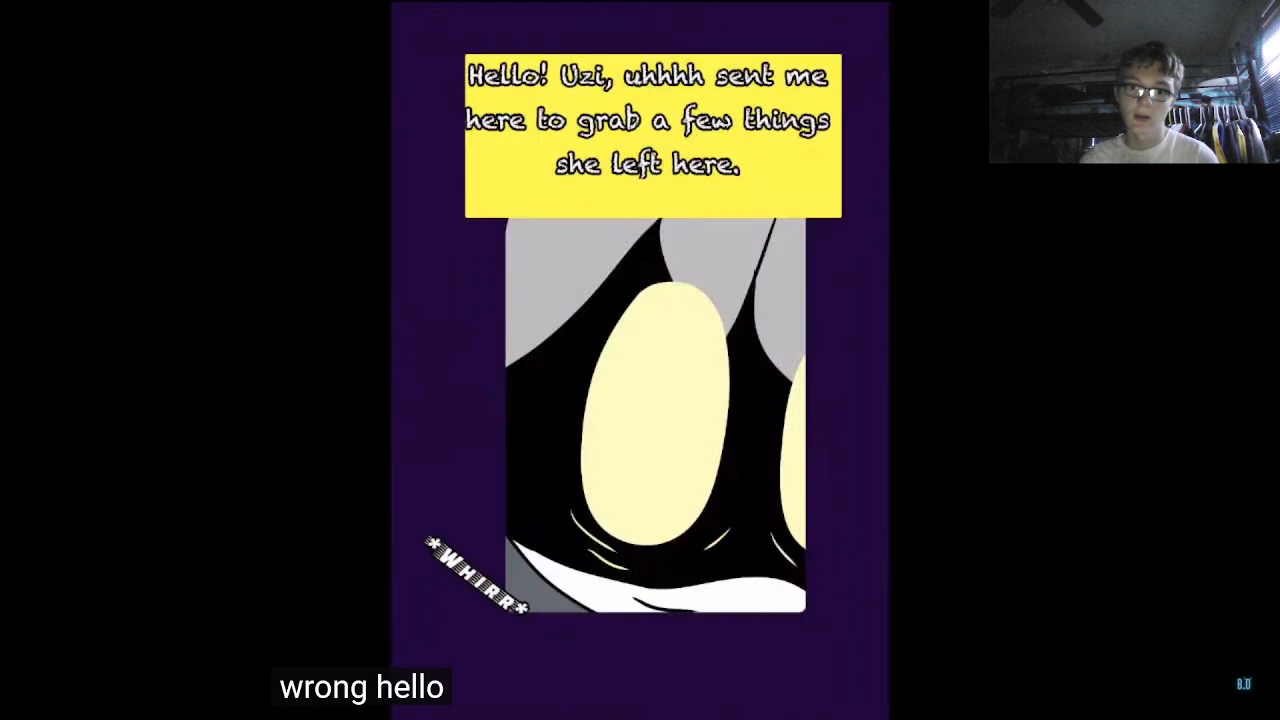 Hello! Uzi, uhhhh sent me
here to grab a few things
she left here.
*WHIRR*
wrong hello
B.D